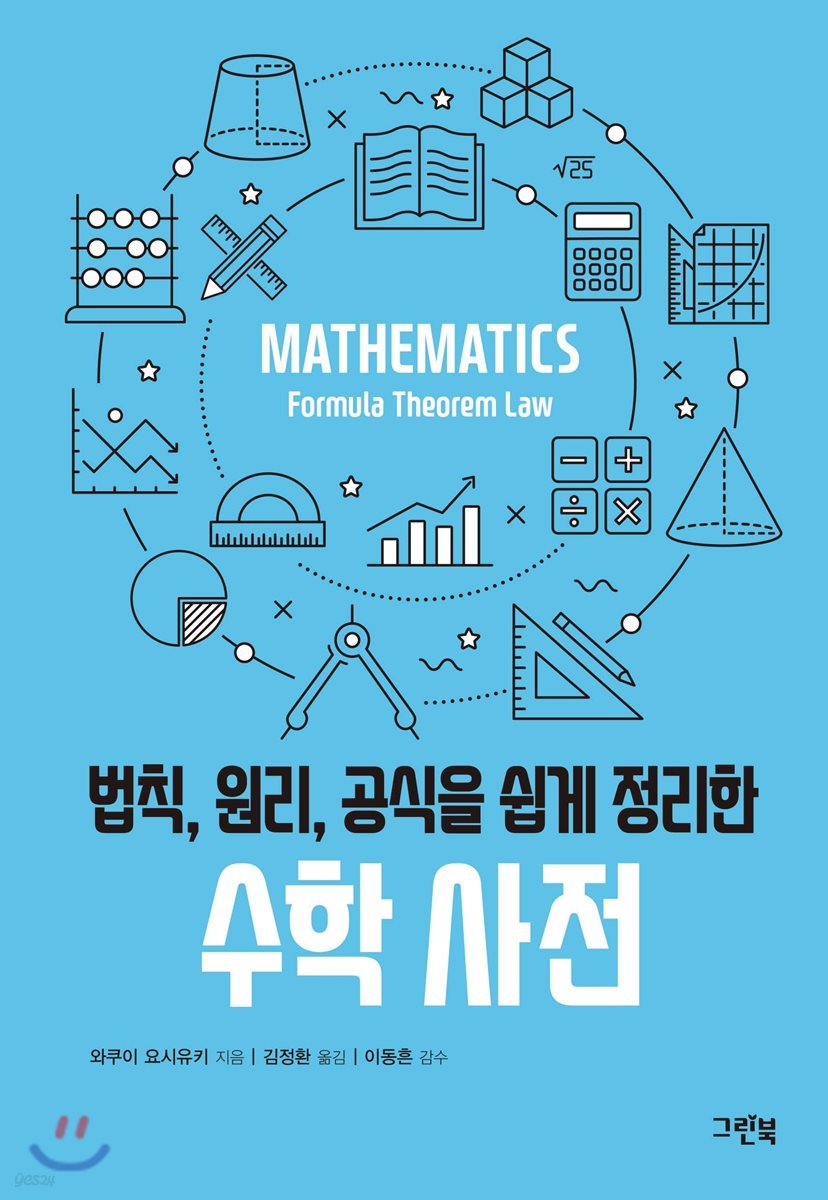 √25
MATHEMATICS
Formula Theorem Law
법칙, 원리, 공식을 쉽게 정리한
수학 사전
와쿠이 요시유키 지음 | 김정환 옮김 | 이동흔 감수
그린북
yes24